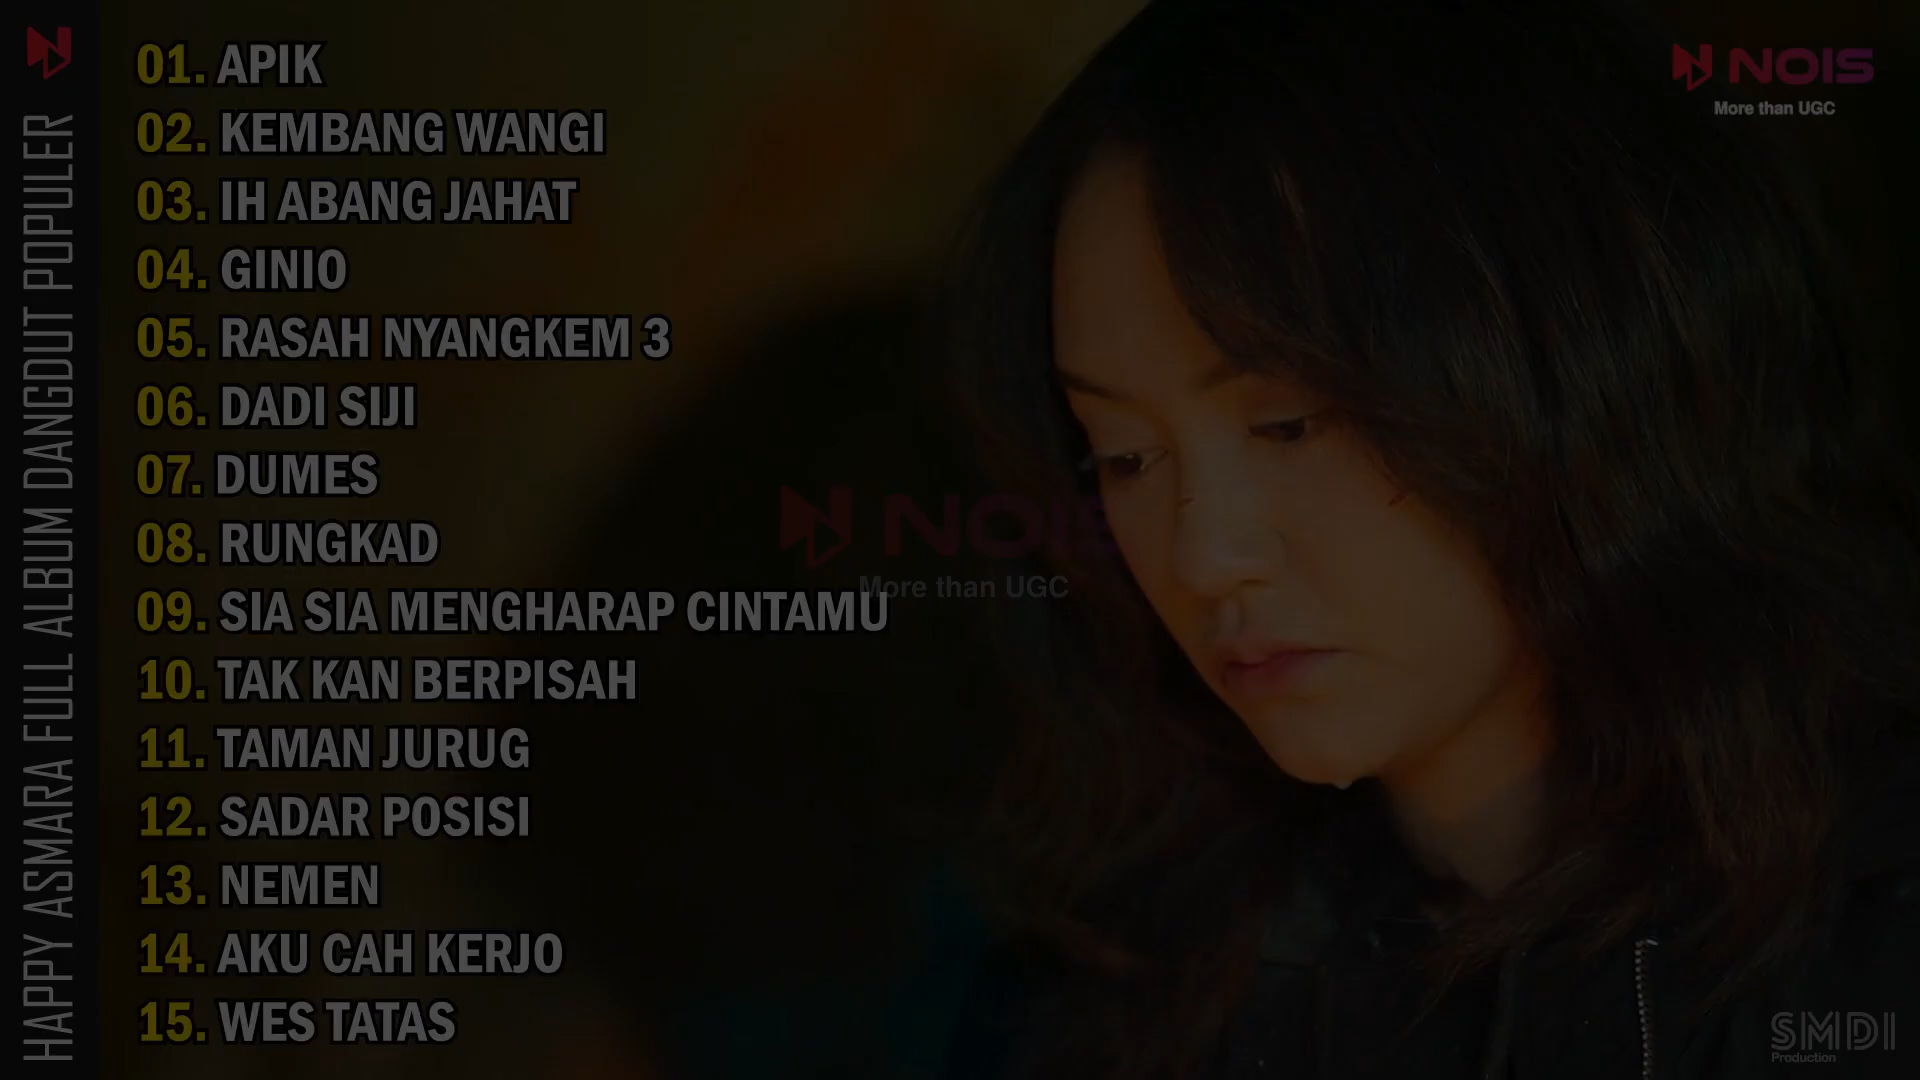 HAPPY ASMARA FULL ALBUM DANGDUT POPULER
01. APIK
02. KEMBANG WANGI
03. IH ABANG JAHAT
04. GINIO
05. RASAH NYANGKEM 3
06. DADI SIJI
07. DUMES
08. RUNGKAD
09. SIA SIA MENGHARAP CINTAMU
10. TAK KAN BERPISAH
11. TAMAN JURUG
12. SADAR POSISI
13. NEMEN
14. AKU CAH KERJO
15. WES TATAS
NOIS
More than UGC
NOIS
More than UGC
SMDI
Production